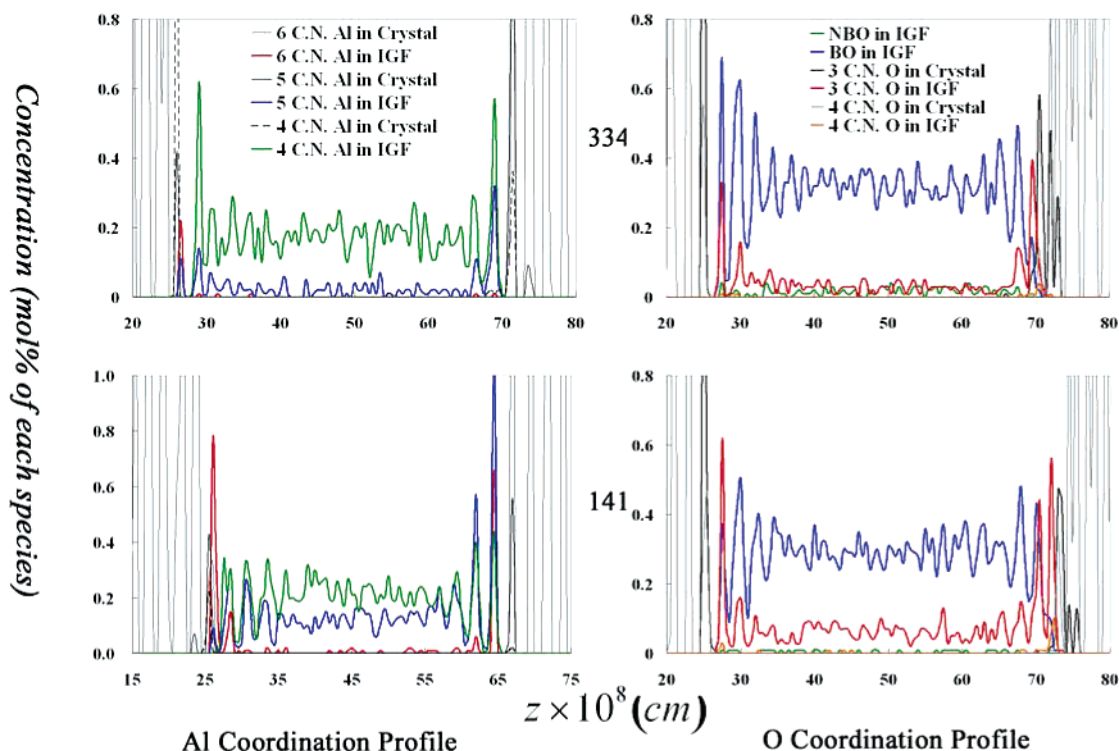 Concentration (mol% of each species)
0.8
0.6
0.4
0.2
0
20 30 40 50 60 70 80
6 C.N. Al in Crystal
6 C.N. Al in IGF
5 C.N. Al in Crystal
5 C.N. Al in IGF
4 C.N. Al in Crystal
4 C.N. Al in IGF
334
0.8
0.6
0.4
0.2
0
20 30 40 50 60 70 80
NBO in IGF
BO in IGF
3 C.N. O in Crystal
3 C.N. O in IGF
4 C.N. O in Crystal
4 C.N. O in IGF
1.0
0.8
0.6
0.4
0.2
0.0
15 25 35 45 55 65 75
141
0.8
0.6
0.4
0.2
0
20 30 40 50 60 70 80
z × 10⁸ (cm)
Al Coordination Profile
O Coordination Profile